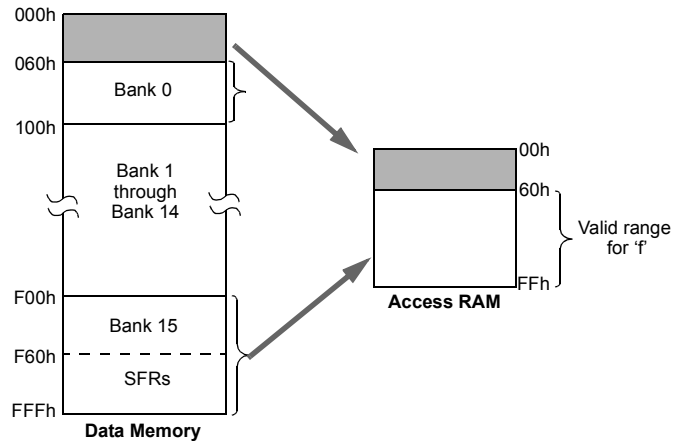 000h
060h
Bank 0
100h
Bank 1
through
Bank 14
F00h
Bank 15
F60h
SFRs
FFFh
Data Memory
00h
60h
Valid range
for ‘f’
FFh
Access RAM